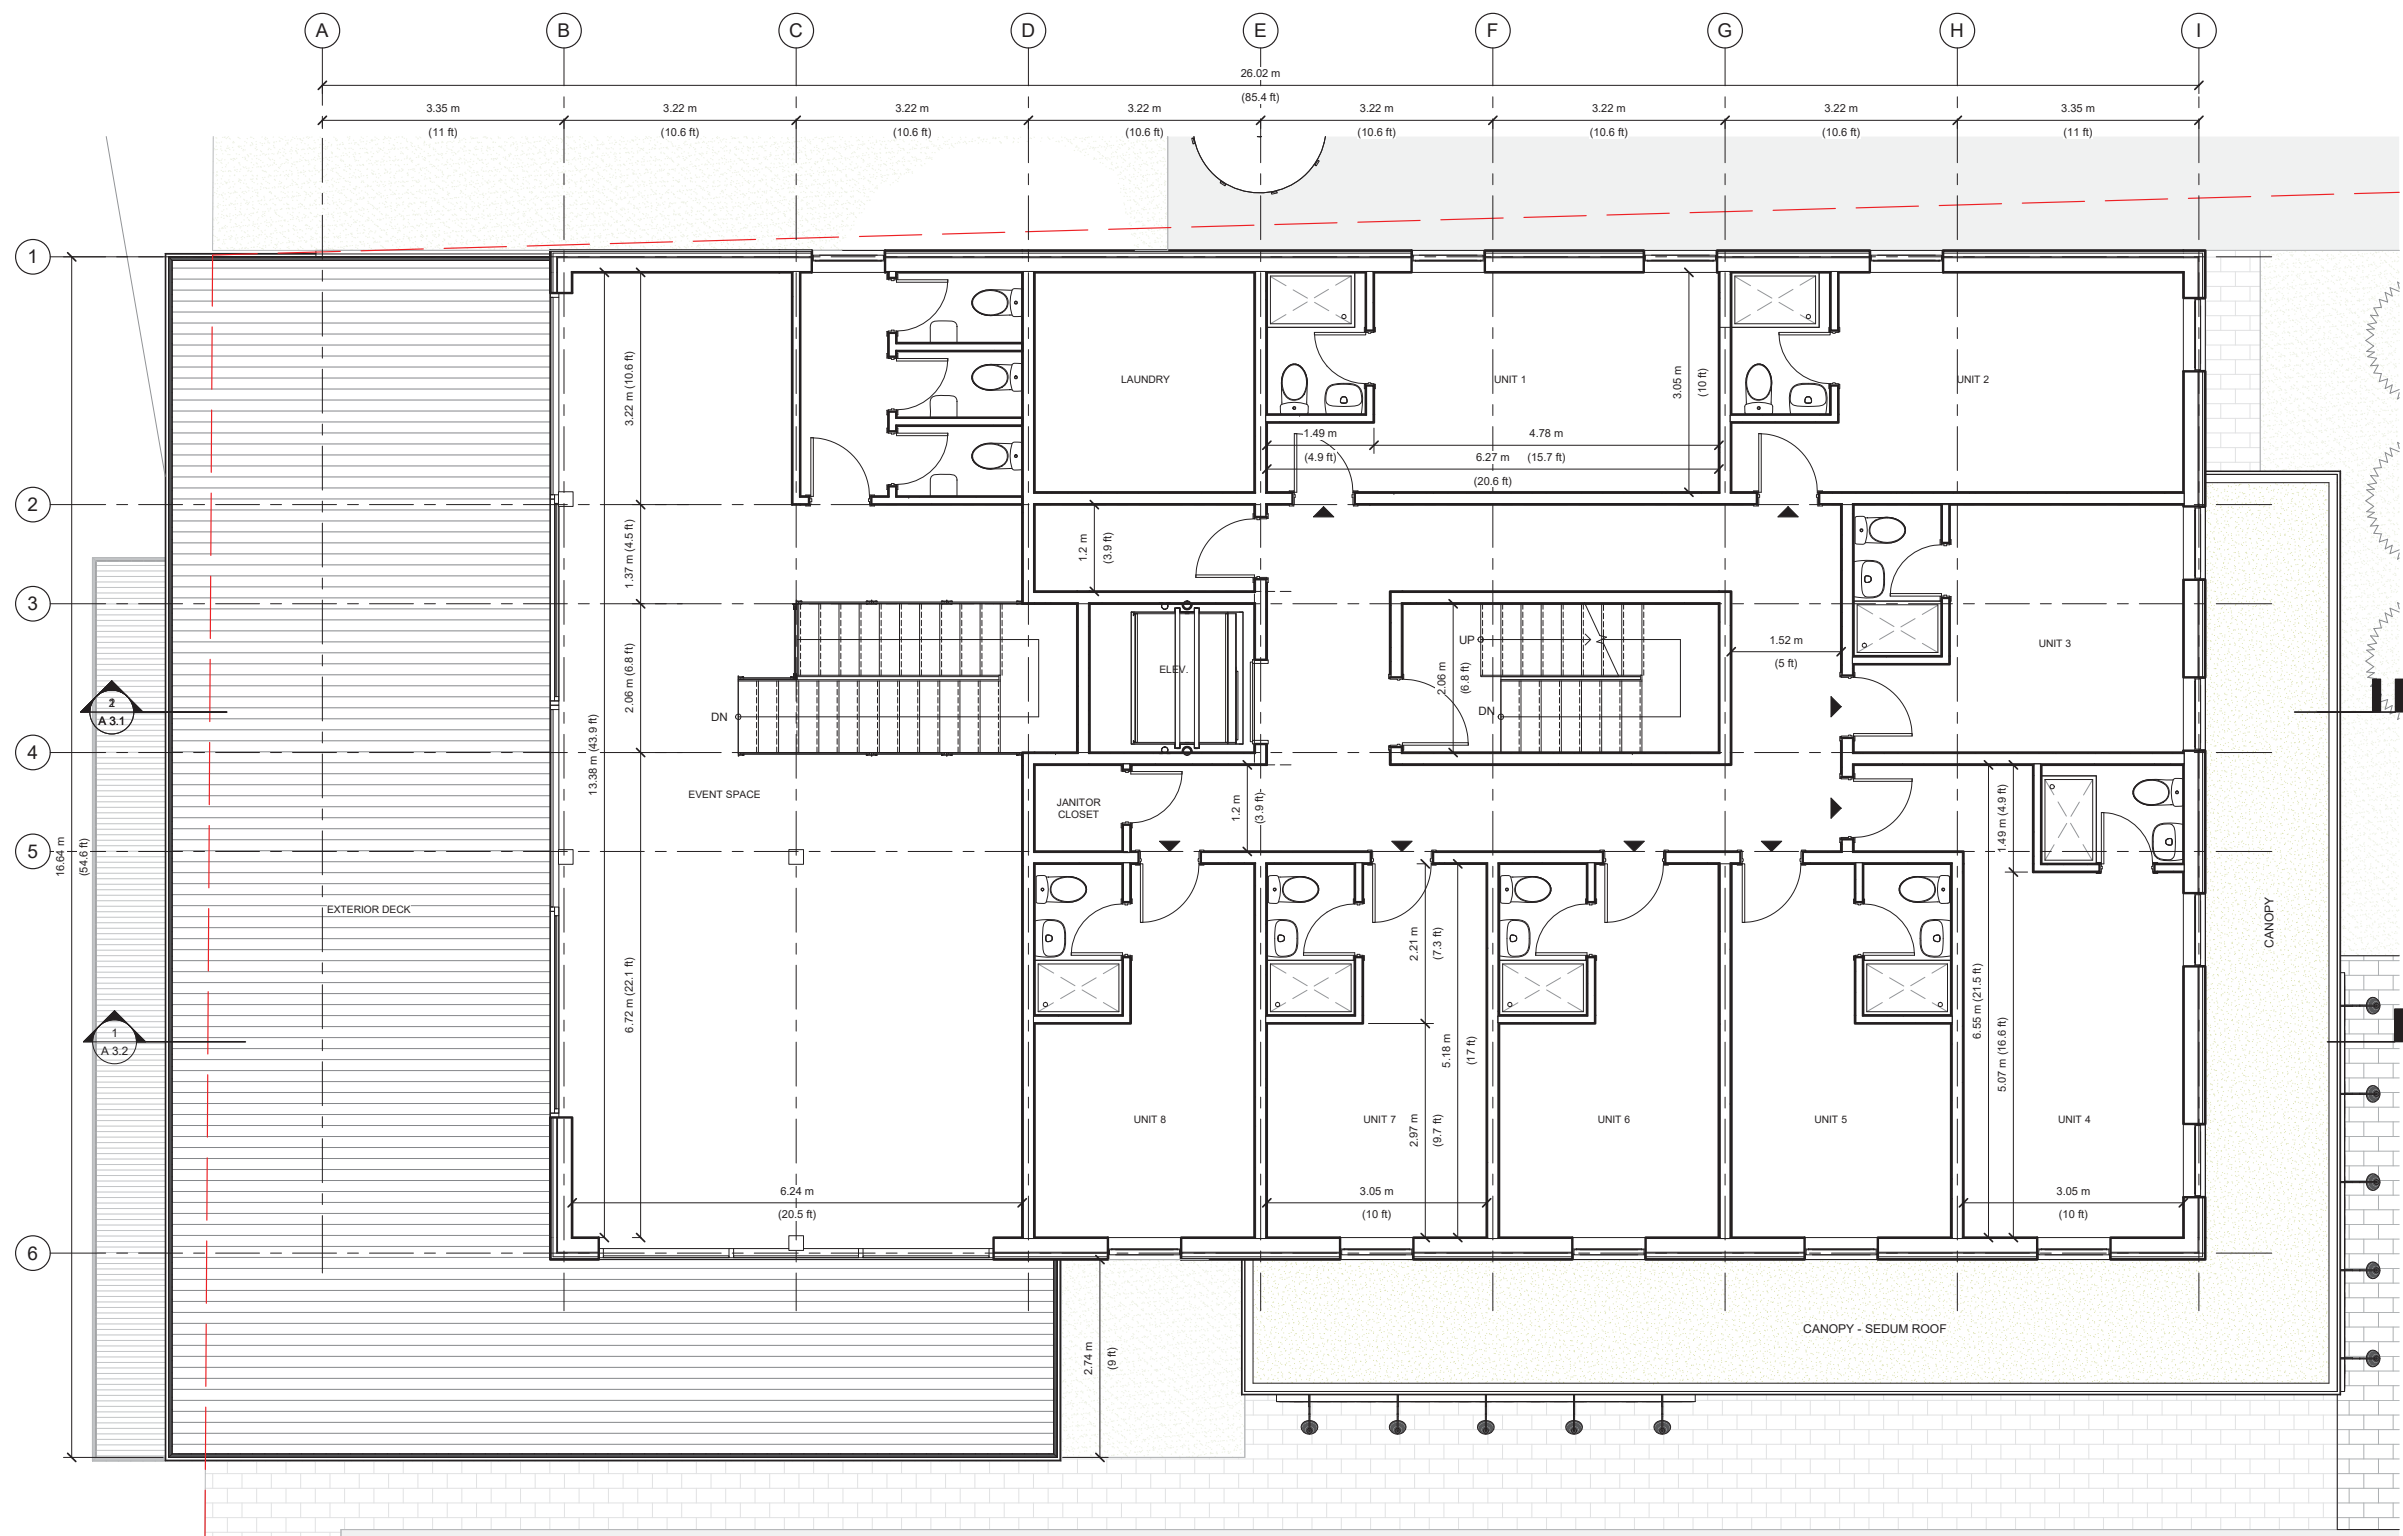 A B C D E F G H I
26.02 m
(85.4 ft)
3.35 m 3.22 m 3.22 m 3.22 m 3.22 m 3.22 m 3.22 m 3.35 m
(11 ft) (10.6 ft) (10.6 ft) (10.6 ft) (10.6 ft) (10.6 ft) (10.6 ft) (11 ft)
1
2
3
4
5
6
16.64 m
(54.6 ft)
3.22 m (10.6 ft)
1.37 m (4.5 ft)
2.06 m (6.8 ft)
13.38 m (43.9 ft)
6.72 m (22.1 ft)
LAUNDRY
UNIT 1
UNIT 2
3.05 m
(10 ft)
1.49 m
(4.9 ft)
4.78 m
(15.7 ft)
6.27 m
(20.6 ft)
1.2 m
(3.9 ft)
ELEV.
DN
UP
DN
2.06 m
(6.8 ft)
1.52 m
(5 ft)
UNIT 3
A 3.1
EVENT SPACE
JANITOR
CLOSET
1.2 m
(3.9 ft)
1.49 m (4.9 ft)
EXTERIOR DECK
CANOPY
1
A 3.2
2.21 m
(7.3 ft)
5.18 m
(17 ft)
2.97 m
(9.7 ft)
6.55 m (21.5 ft)
5.07 m (16.6 ft)
UNIT 8
UNIT 7
UNIT 6
UNIT 5
UNIT 4
6.24 m
(20.5 ft)
3.05 m
(10 ft)
3.05 m
(10 ft)
2.74 m
(9 ft)
CANOPY - SEDUM ROOF